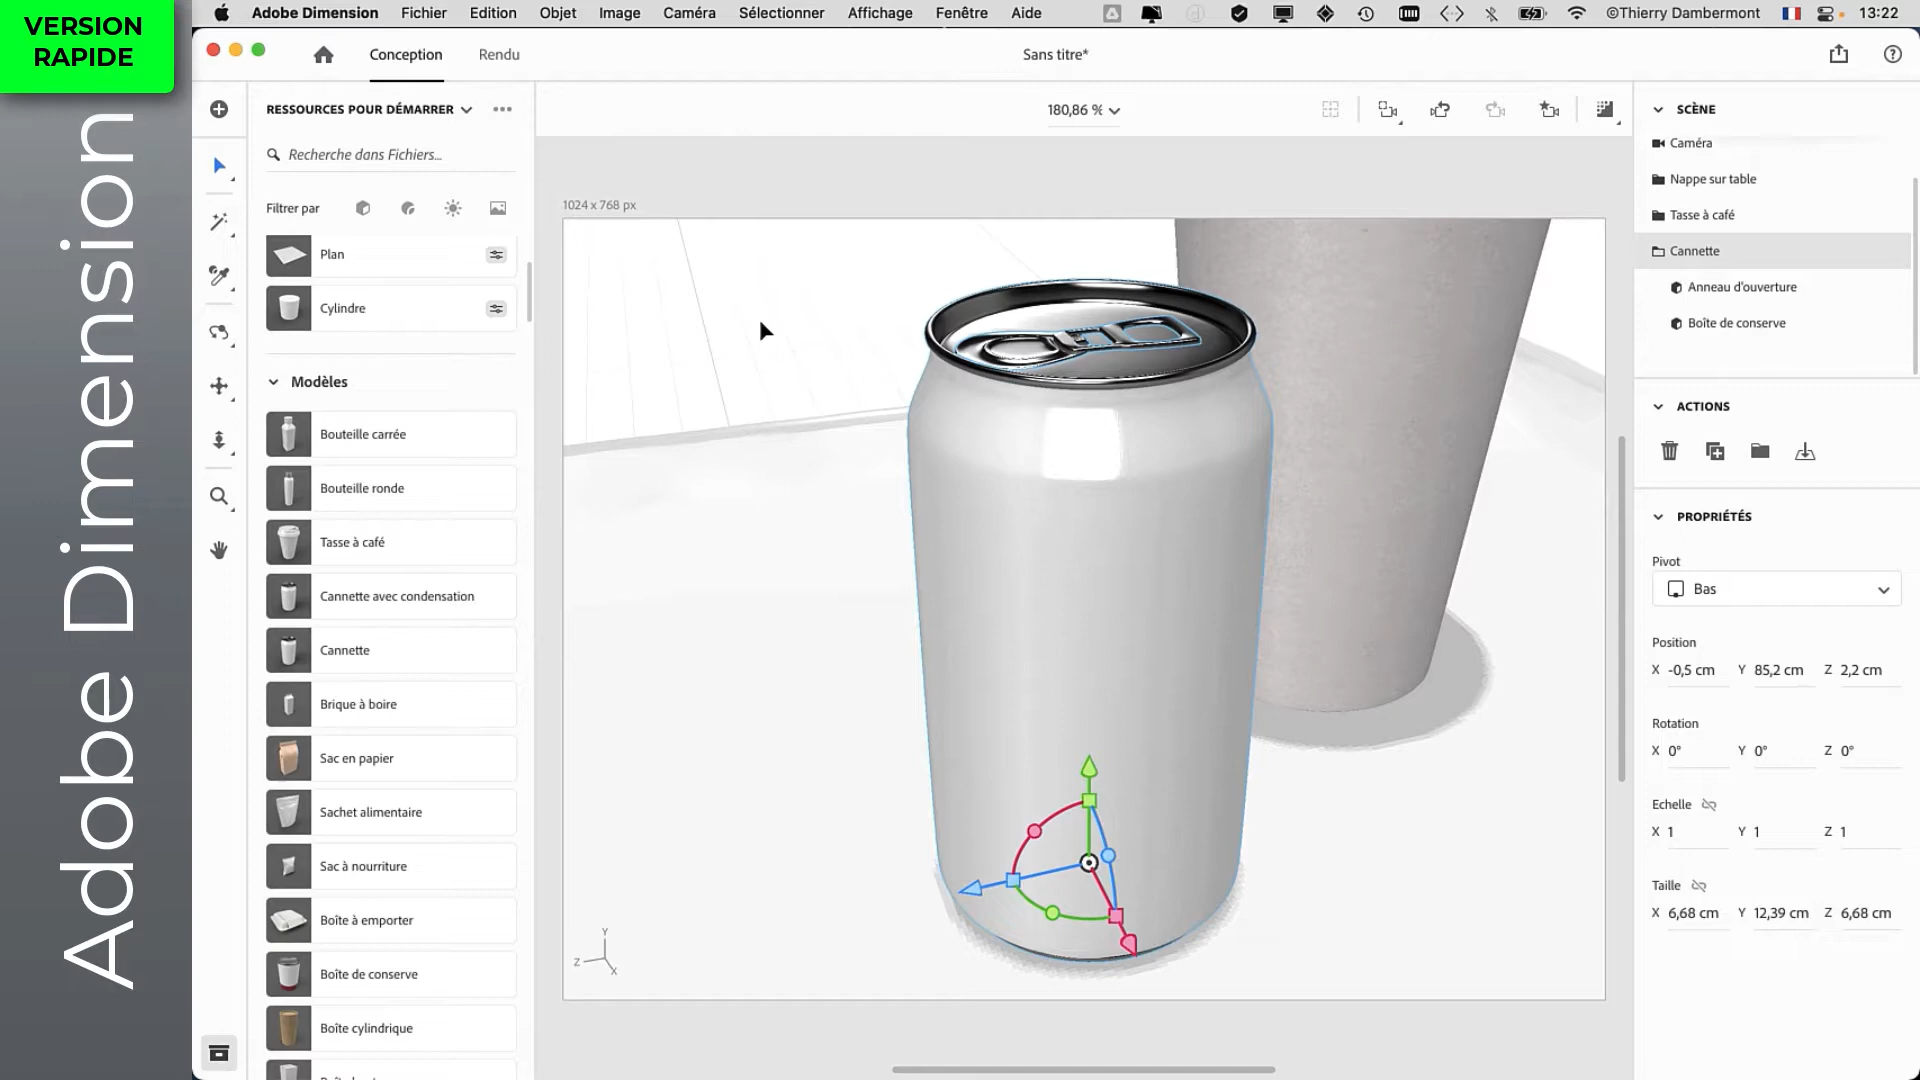 VERSION
RAPIDE
Adobe Dimension
Adobe Dimension Fichier Edition Objet Image Caméra Sélectionner Affichage Fenêtre Aide ©Thierry Dambermont 13:22
Conception Rendu Sans titre*
RESSOURCES POUR DÉMARRER
Recherche dans Fichiers...
Filtrer par
Plan
Cylindre
Modèles
Bouteille carrée
Bouteille ronde
Tasse à café
Cannette avec condensation
Cannette
Brique à boire
Sac en papier
Sachet alimentaire
Sac à nourriture
Boîte à emporter
Boîte de conserve
Boîte cylindrique
180,86 %
1024 x 768 px
Y
Z
X
SCÈNE
Caméra
Nappe sur table
Tasse à café
Cannette
Anneau d'ouverture
Boîte de conserve
ACTIONS
PROPRIÉTÉS
Pivot
Bas
Position
X -0,5 cm Y 85,2 cm Z 2,2 cm
Rotation
X 0° Y 0° Z 0°
Echelle
X 1 Y 1 Z 1
Taille
X 6,68 cm Y 12,39 cm Z 6,68 cm